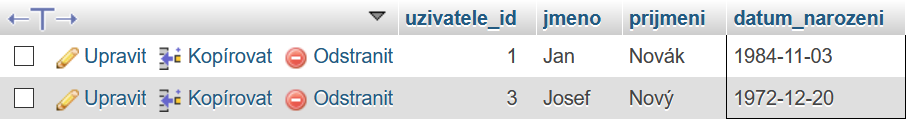 uzivatele_id jmeno prijmeni datum_narozeni
Upravit Kopírovat Odstranit 1 Jan Novák 1984-11-03
Upravit Kopírovat Odstranit 3 Josef Nový 1972-12-20